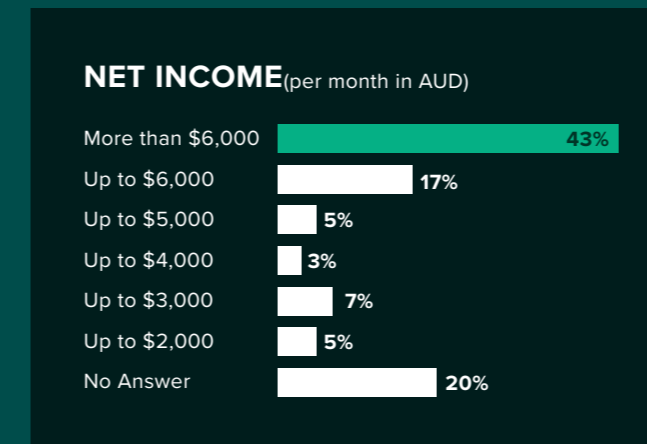 NET INCOME(per month in AUD)
More than $6,000 43%
Up to $6,000 17%
Up to $5,000 5%
Up to $4,000 3%
Up to $3,000 7%
Up to $2,000 5%
No Answer 20%